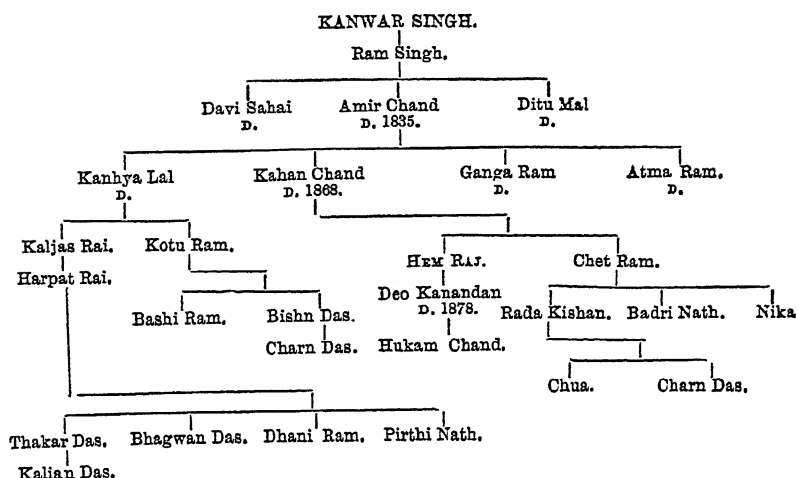 KANWAR SINGH.
Ram Singh.
Davi Sahai Amir Chand Ditu Mal
D. D. 1835. D.
Kanhya Lal Kahan Chand Ganga Ram Atma Ram.
D. D. 1868. D. D.
Kaljas Rai. Kotu Ram. HEM RAJ. Chet Ram.
Harpat Rai. Deo Kanandan
D. 1878. Rada Kishan. Badri Nath. Nika
Bashi Ram. Bishn Das.
Charn Das. Hukam Chand.
Chua. Charn Das.
Thakar Das. Bhagwan Das. Dhani Ram. Pirthi Nath.
Kalian Das.